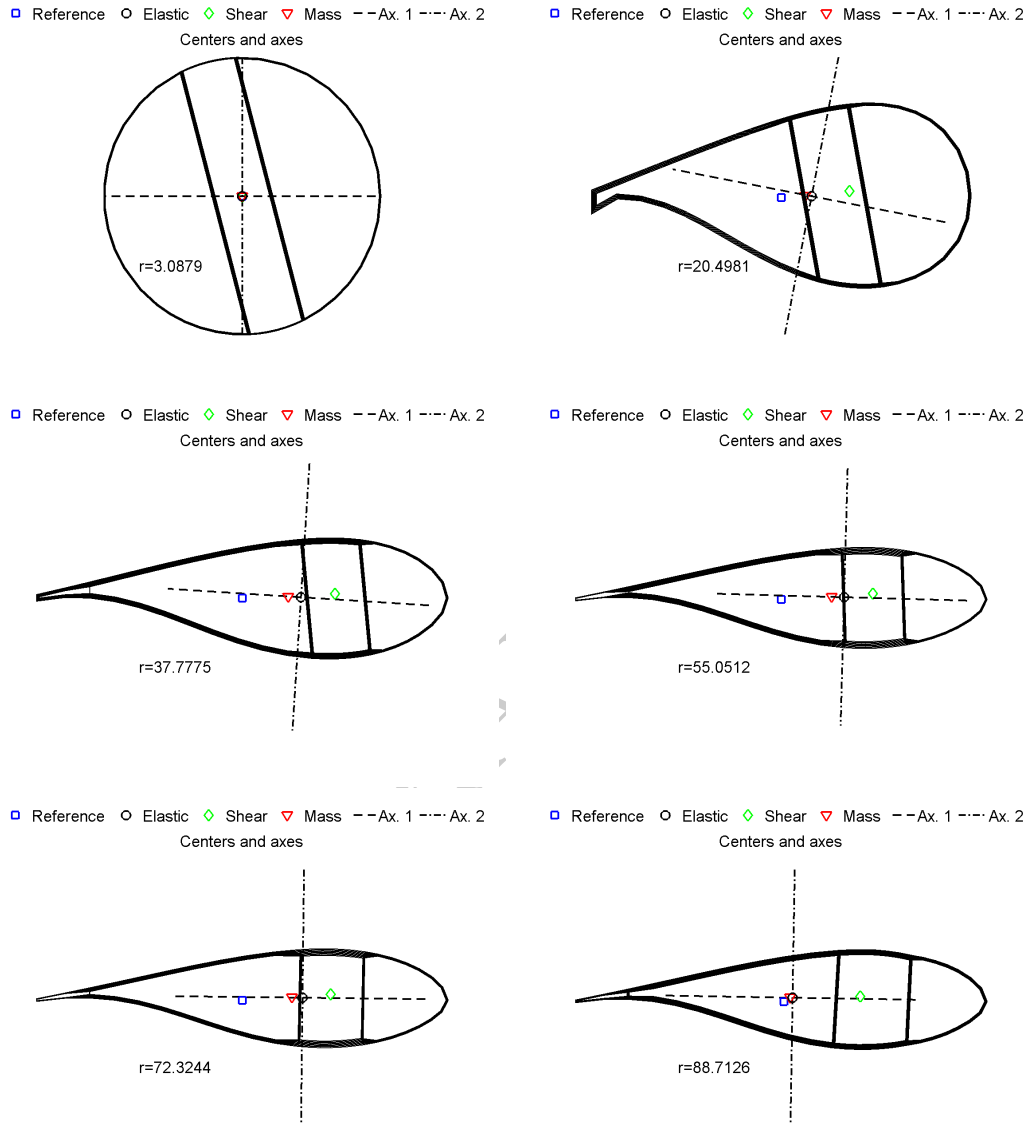 Reference Elastic Shear Mass Ax. 1 Ax. 2
Centers and axes
r=3.0879
Reference Elastic Shear Mass Ax. 1 Ax. 2
Centers and axes
r=20.4981
Reference Elastic Shear Mass Ax. 1 Ax. 2
Centers and axes
r=37.7775
Reference Elastic Shear Mass Ax. 1 Ax. 2
Centers and axes
r=55.0512
Reference Elastic Shear Mass Ax. 1 Ax. 2
Centers and axes
r=72.3244
Reference Elastic Shear Mass Ax. 1 Ax. 2
Centers and axes
r=88.7126